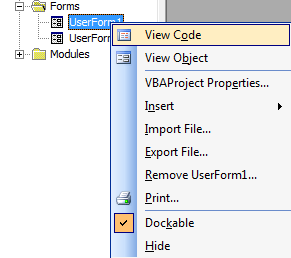 Forms
UserForm1
UserForm
Modules
View Code
View Object
VBAProject Properties...
Insert
Import File...
Export File...
Remove UserForm1...
Print...
Dockable
Hide